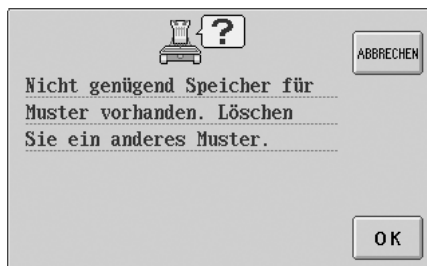 ?
ABBRECHEN
Nicht genügend Speicher für
Muster vorhanden. Löschen
Sie ein anderes Muster.
OK